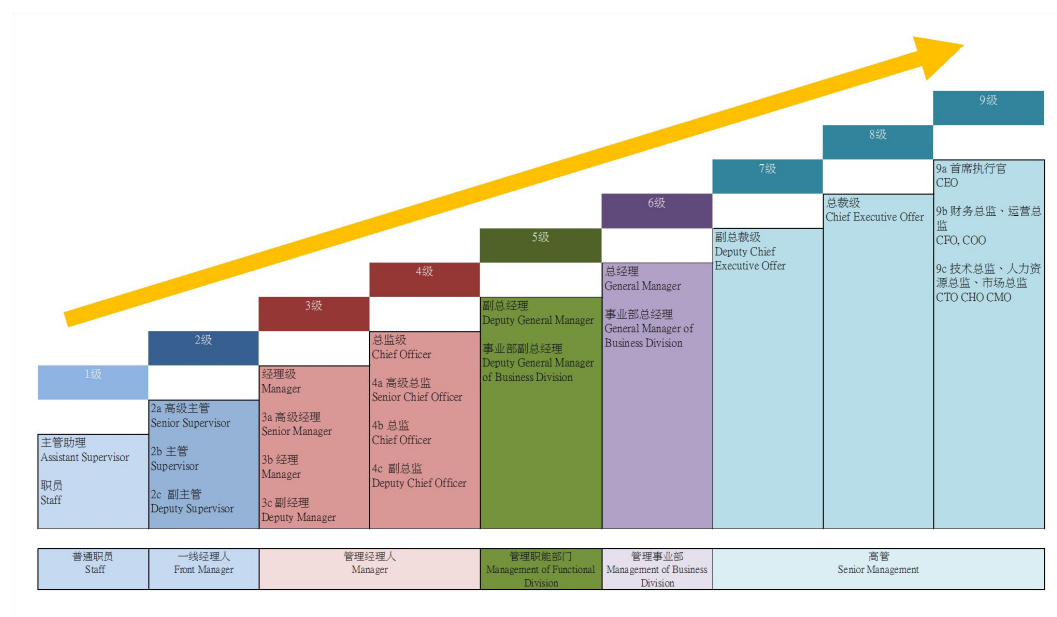 1级
主管助理
Assistant Supervisor
职员
Staff
2级
2a 高级主管
Senior Supervisor
2b 主管
Supervisor
2c 副主管
Deputy Supervisor
3级
经理级
Manager
3a 高级经理
Senior Manager
3b 经理
Manager
3c 副经理
Deputy Manager
4级
总监级
Chief Officer
4a 高级总监
Senior Chief Officer
4b 总监
Chief Officer
4c 副总监
Deputy Chief Officer
5级
副总经理
Deputy General Manager
事业部副总经理
Deputy General Manager
of Business Division
6级
总经理
General Manager
事业部总经理
General Manager of
Business Division
7级
副总裁级
Deputy Chief
Executive Offer
8级
总裁级
Chief Executive Offer
9级
9a 首席执行官
CEO
9b 财务总监、运营总
监
CFO, COO
9c 技术总监、人力资
源总监、市场总监
CTO CHO CMO
普通职员
Staff
一线经理人
Front Manager
管理经理人
Manager
管理职能部门
Management of Functional
Division
管理事业部
Management of Business
Division
高管
Senior Management